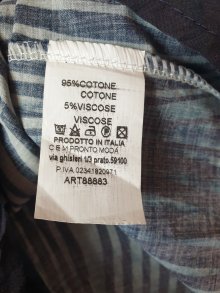 95%COTONE
COTONE
5%VISCOSE
VISCOSE
PRODOTTO IN ITALIA
C E M PRONTO MODA
via ghisleri 1/3 prato.59100
P.IVA 02341820971
ART88883